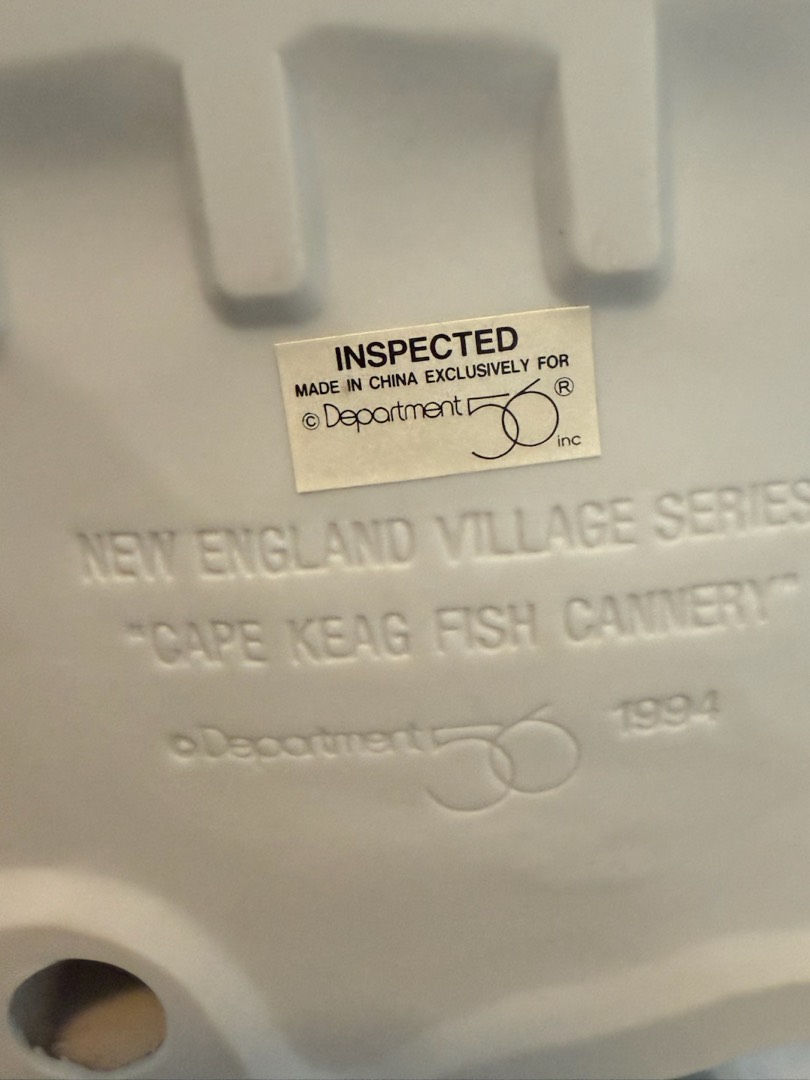 INSPECTED
MADE IN CHINA EXCLUSIVELY FOR
© Department 56 ® inc
NEW ENGLAND VILLAGE SERIES
"CAPE KEAG FISH CANNERY"
© Department 56 1994